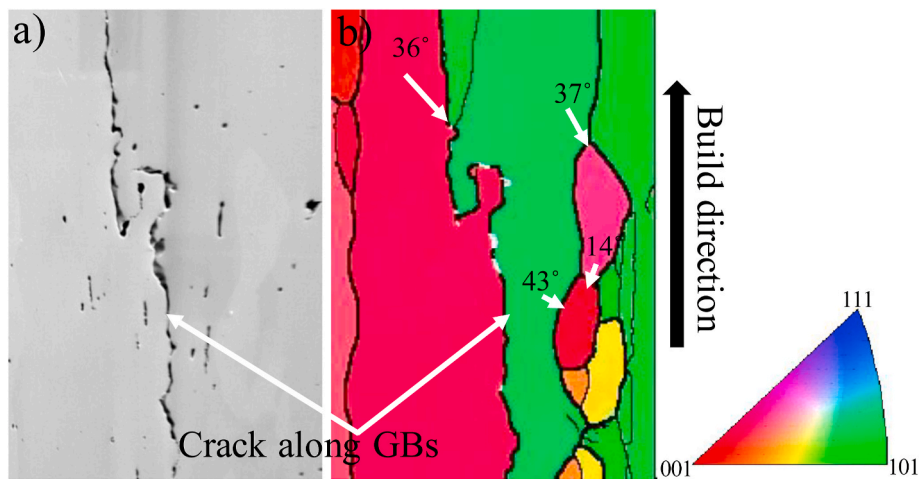 a)
b)
36°
37°
14°
43°
Crack along GBs
Build direction
111
001
101